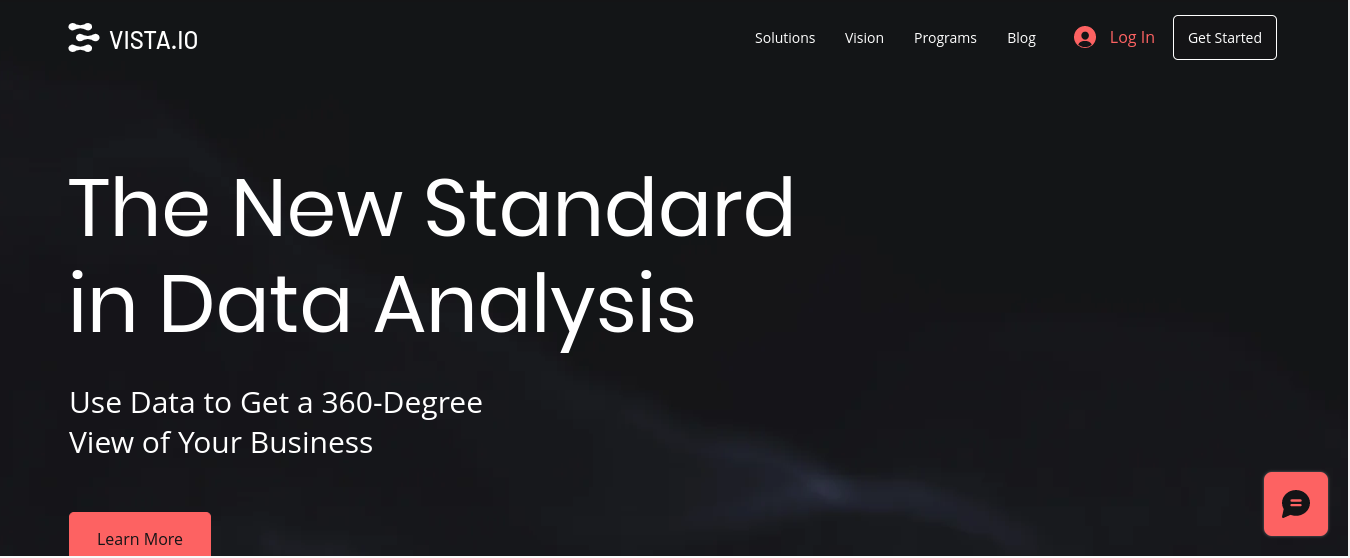 VISTA.IO
Solutions Vision Programs Blog Log In Get Started
The New Standard
in Data Analysis
Use Data to Get a 360-Degree
View of Your Business
Learn More